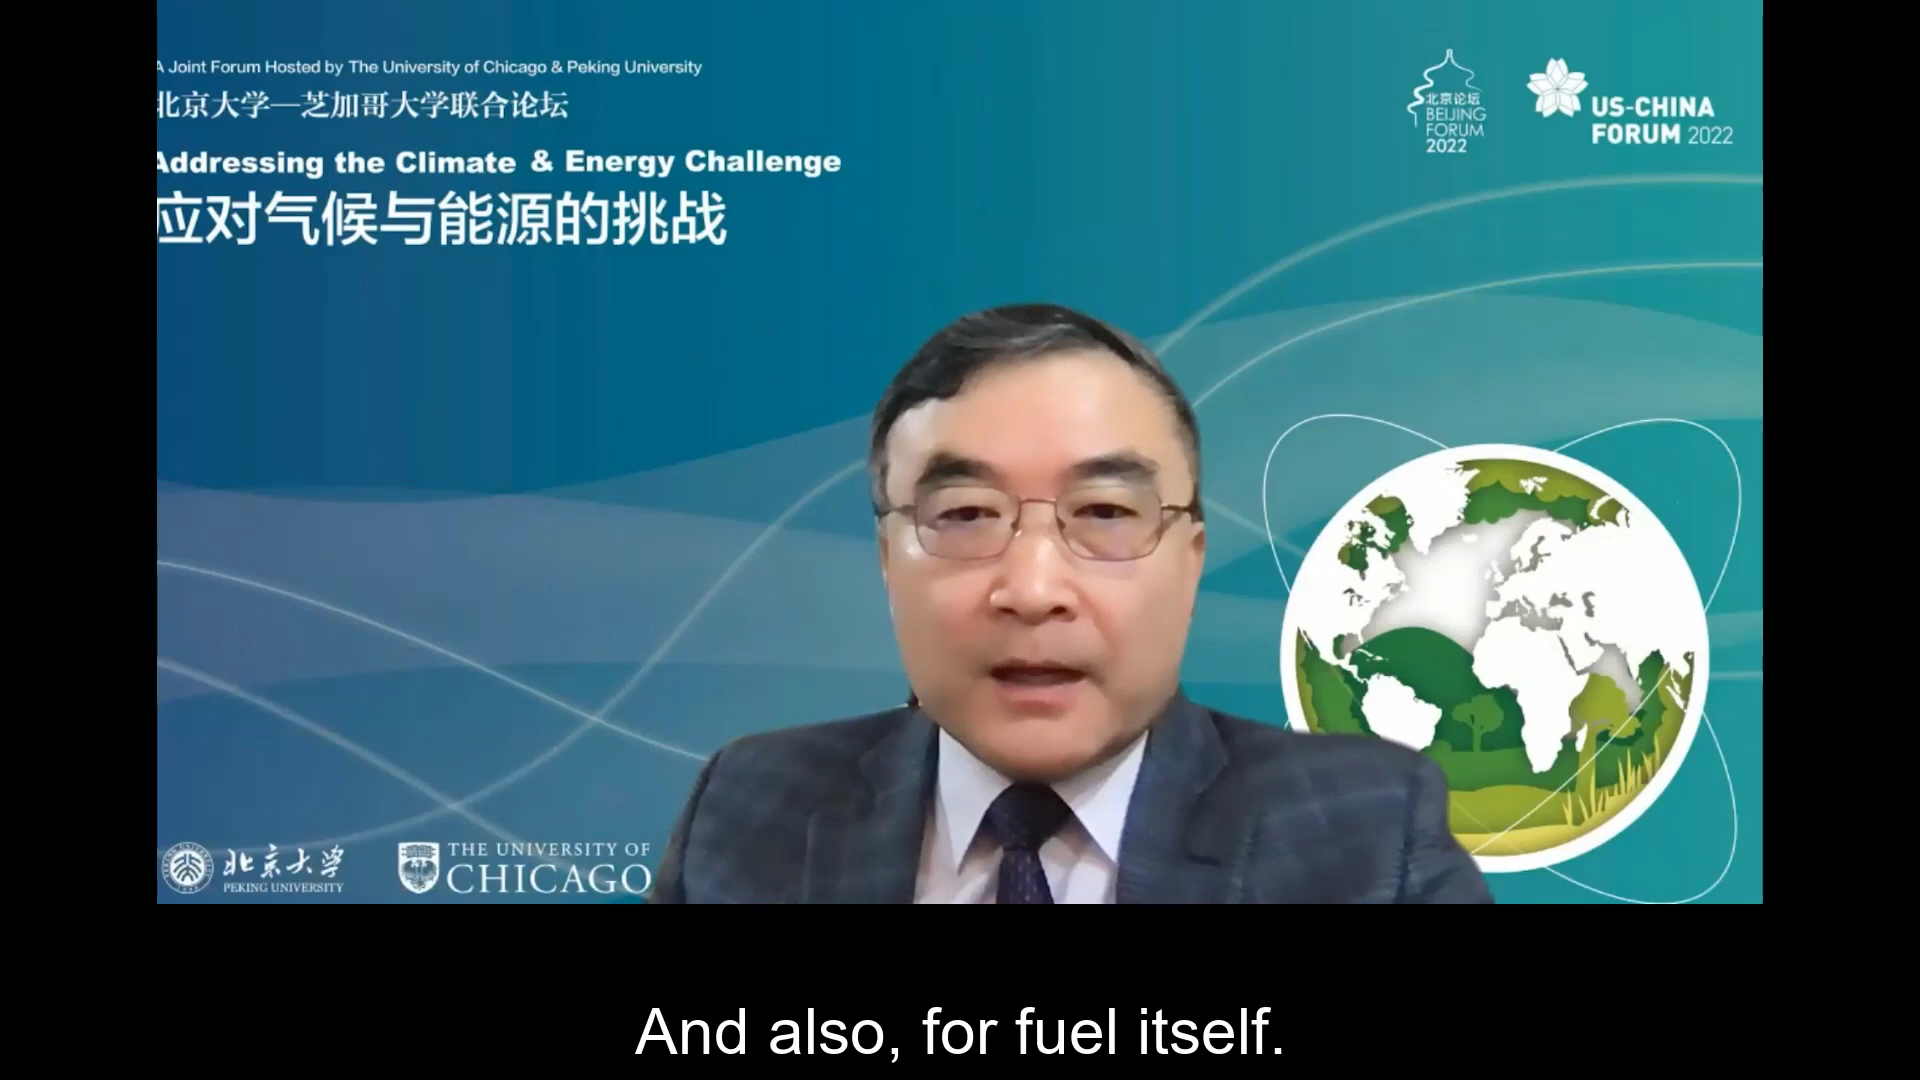 A Joint Forum Hosted by The University of Chicago & Peking University
北京大学—芝加哥大学联合论坛
Addressing the Climate & Energy Challenge
应对气候与能源的挑战
北京论坛
BEIJING
FORUM
2022
US-CHINA
FORUM 2022
北京大学
PEKING UNIVERSITY
THE UNIVERSITY OF
CHICAGO
And also, for fuel itself.